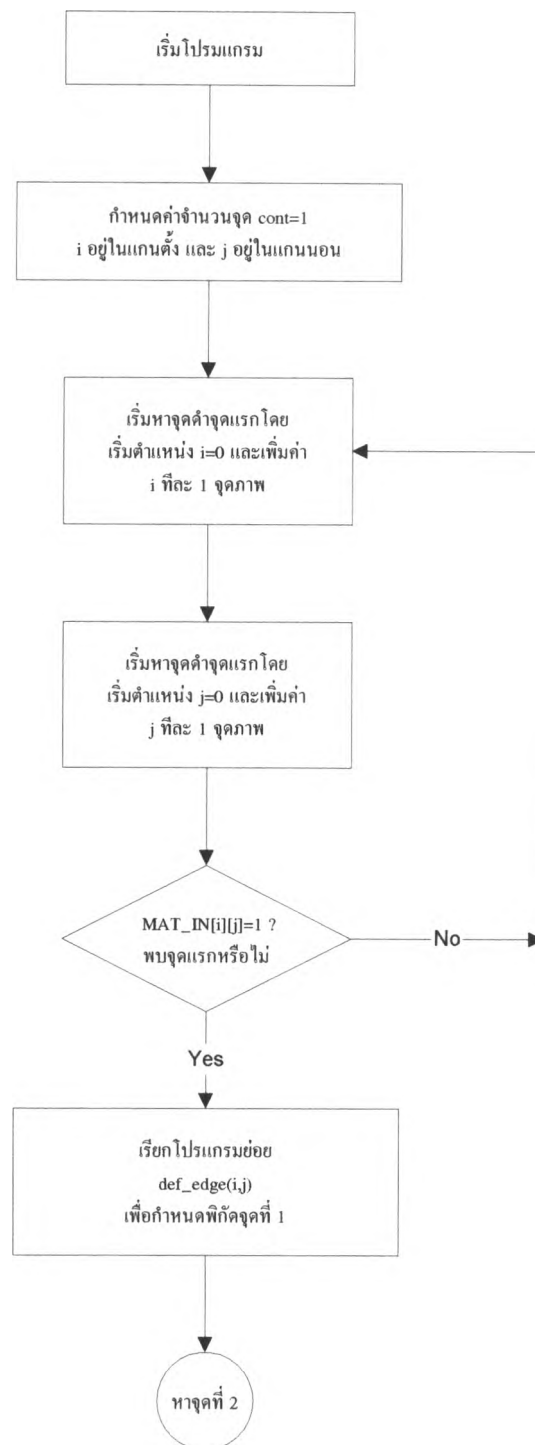 เริ่มโปรมแกรม
กำหนดค่าจำนวนจุด cont=1
i อยู่ในแกนตั้ง และ j อยู่ในแกนนอน
เริ่มหาจุดดำจุดแรกโดย
เริ่มตำแหน่ง i=0 และเพิ่มค่า
i ทีละ 1 จุดภาพ
เริ่มหาจุดดำจุดแรกโดย
เริ่มตำแหน่ง j=0 และเพิ่มค่า
j ทีละ 1 จุดภาพ
MAT_IN[i][j]=1 ?
พบจุดแรกหรือไม่
No
Yes
เรียกโปรแกรมย่อย
def_edge(i,j)
เพื่อกำหนดพิกัดจุดที่ 1
หาจุดที่ 2